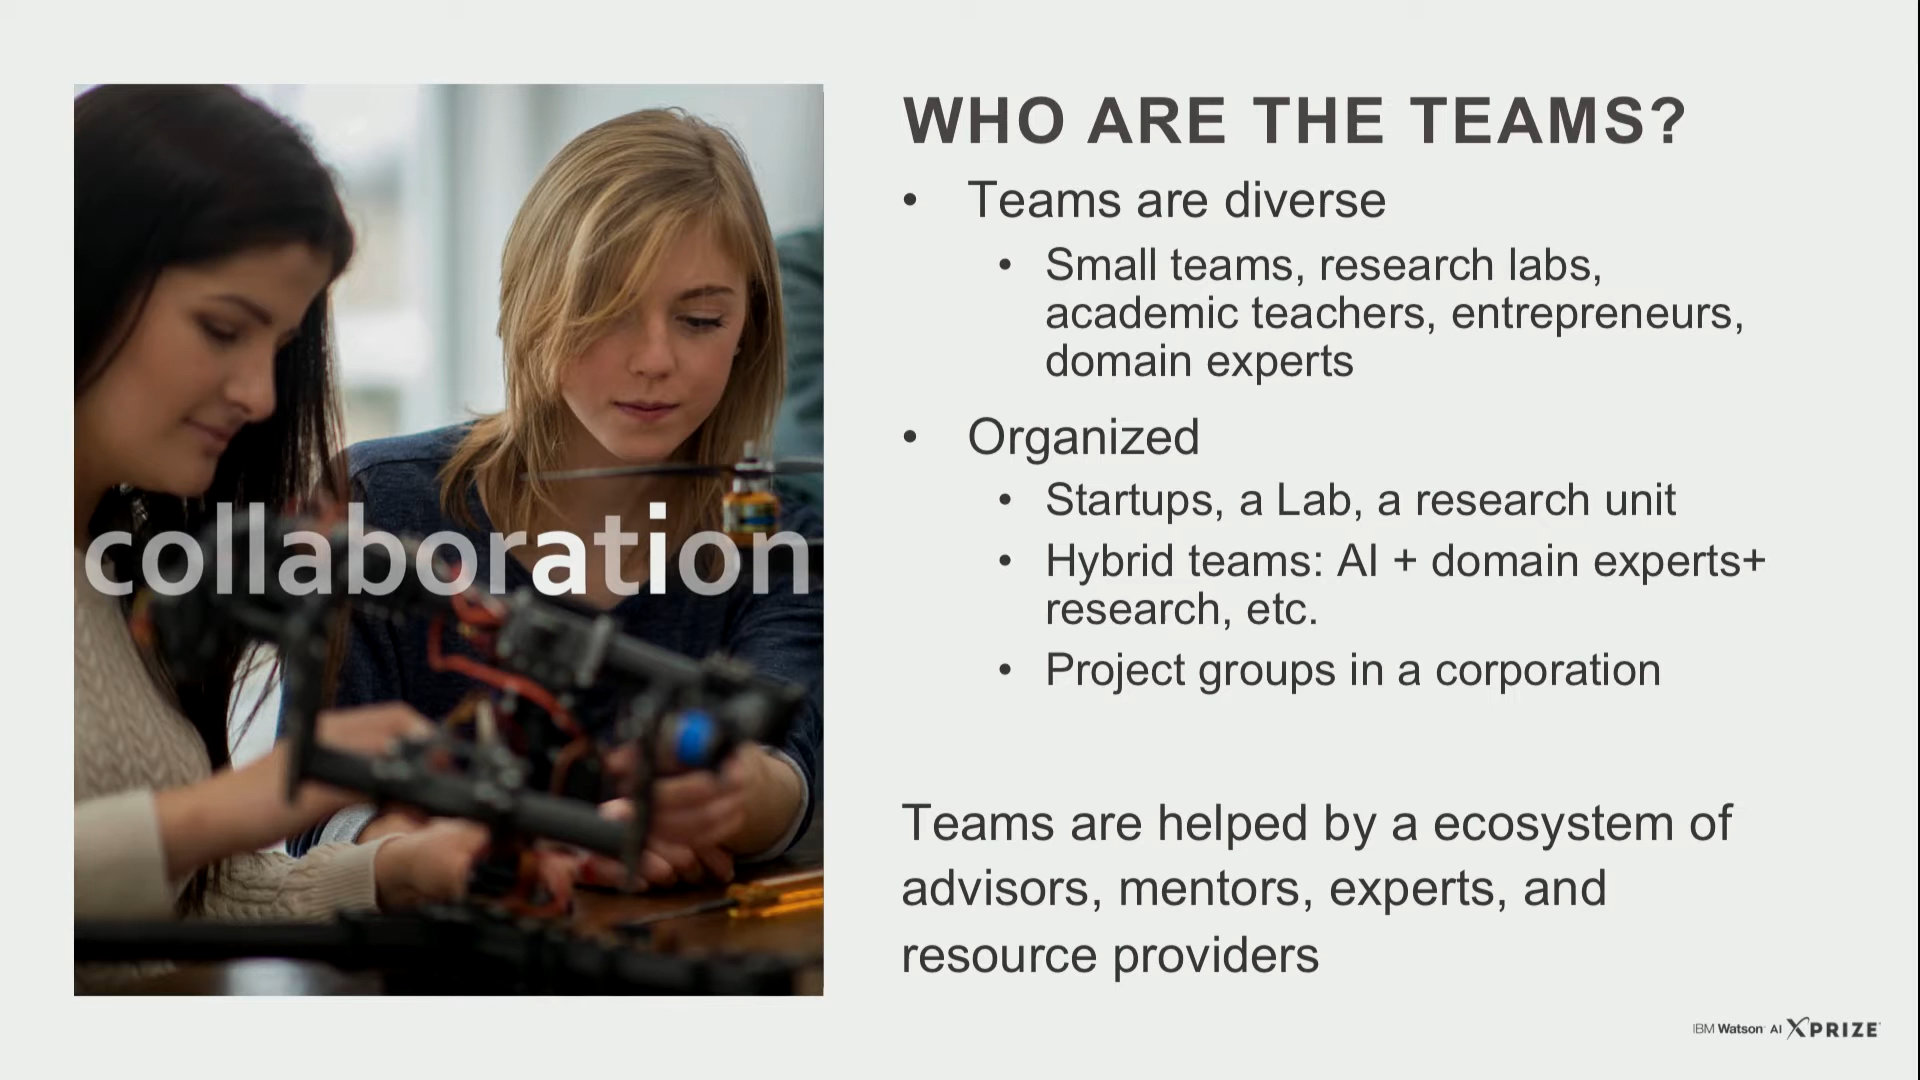 WHO ARE THE TEAMS?
• Teams are diverse
• Small teams, research labs,
academic teachers, entrepreneurs,
domain experts
• Organized
• Startups, a Lab, a research unit
• Hybrid teams: AI + domain experts+
research, etc.
• Project groups in a corporation
Teams are helped by a ecosystem of
advisors, mentors, experts, and
resource providers
collaboration
IBM Watson AI XPRIZE